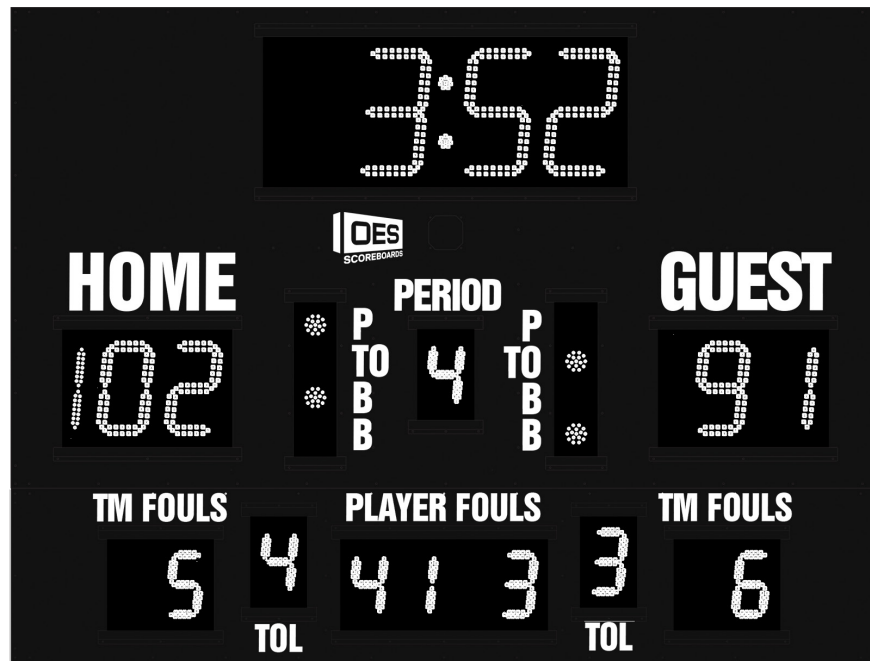 3:52
OES
SCOREBOARDS
HOME
PERIOD
GUEST
102
P
TO
B
B
4
P
TO
B
B
91
TM FOULS
PLAYER FOULS
TM FOULS
5
4
41 3
3
6
TOL
TOL